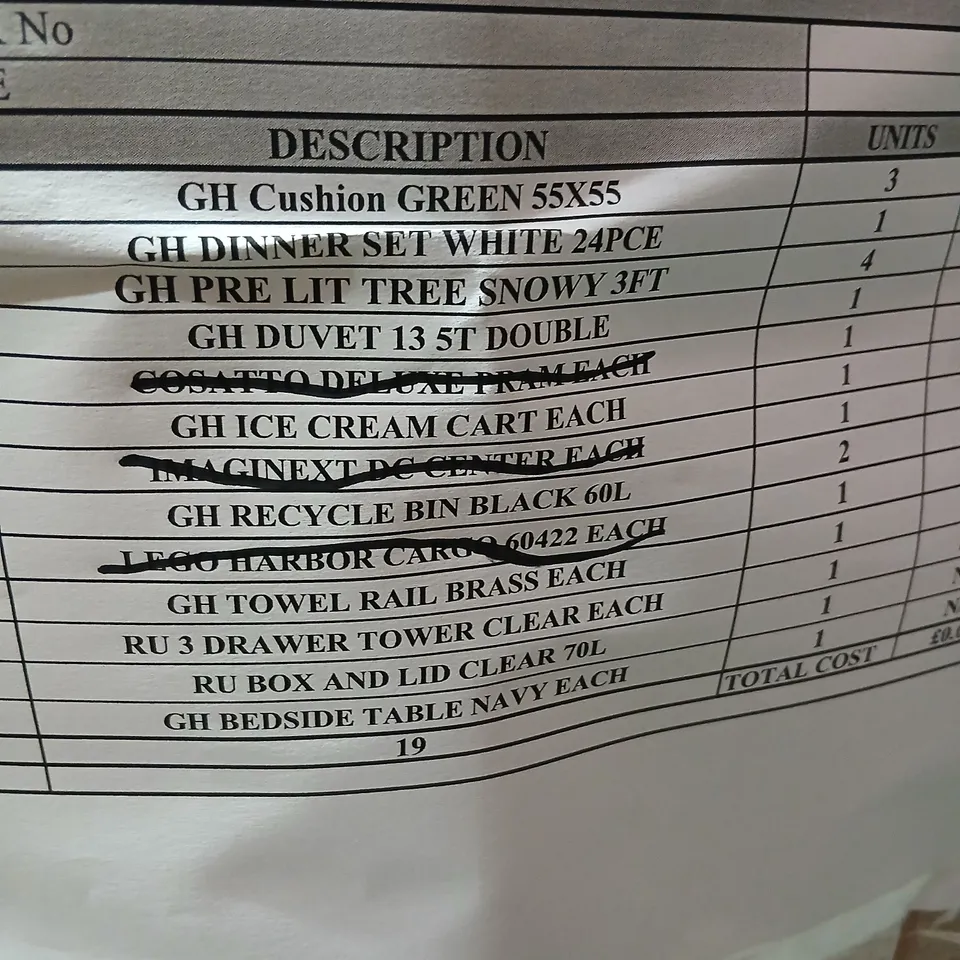 No
E
DESCRIPTION UNITS
GH Cushion GREEN 55X55 3
GH DINNER SET WHITE 24PCE 1
GH PRE LIT TREE SNOWY 3FT 4
GH DUVET 13 5T DOUBLE 1
COSATTO DELUXE PRAM EACH 1
GH ICE CREAM CART EACH 1
IMAGINEXT DC CENTER EACH 1
GH RECYCLE BIN BLACK 60L 2
LEGO HARBOR CARGO 60422 EACH 1
GH TOWEL RAIL BRASS EACH 1
RU 3 DRAWER TOWER CLEAR EACH 1
RU BOX AND LID CLEAR 70L 1
GH BEDSIDE TABLE NAVY EACH 1
19 TOTAL COST £0.0